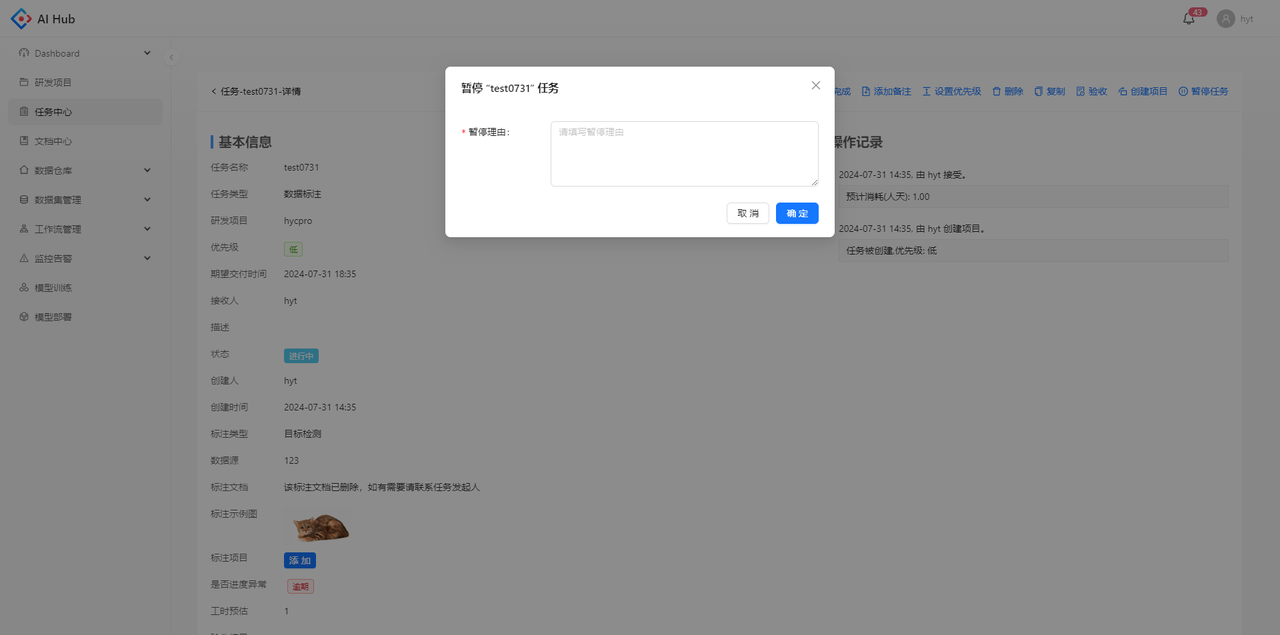 AI Hub
43
hyt
Dashboard
研发项目
任务中心
文档中心
数据仓库
数据集管理
工作流管理
监控告警
模型训练
模型部署
任务-test0731-详情
完成
添加备注
设置优先级
删除
复制
验收
创建项目
暂停任务
暂停 "test0731" 任务
* 暂停理由:
请填写暂停理由
取 消
确 定
基本信息
任务名称 test0731
任务类型 数据标注
研发项目 hycpro
优先级 低
期望交付时间 2024-07-31 18:35
接收人 hyt
描述
状态 进行中
创建人 hyt
创建时间 2024-07-31 14:35
标注类型 目标检测
数据源 123
标注文档 该标注文档已删除，如有需要请联系任务发起人
标注示例图
标注项目 添 加
是否进度异常 逾期
工时预估 1
操作记录
2024-07-31 14:35, 由 hyt 接受。
预计消耗(人天): 1.00
2024-07-31 14:35, 由 hyt 创建项目。
任务被创建,优先级: 低